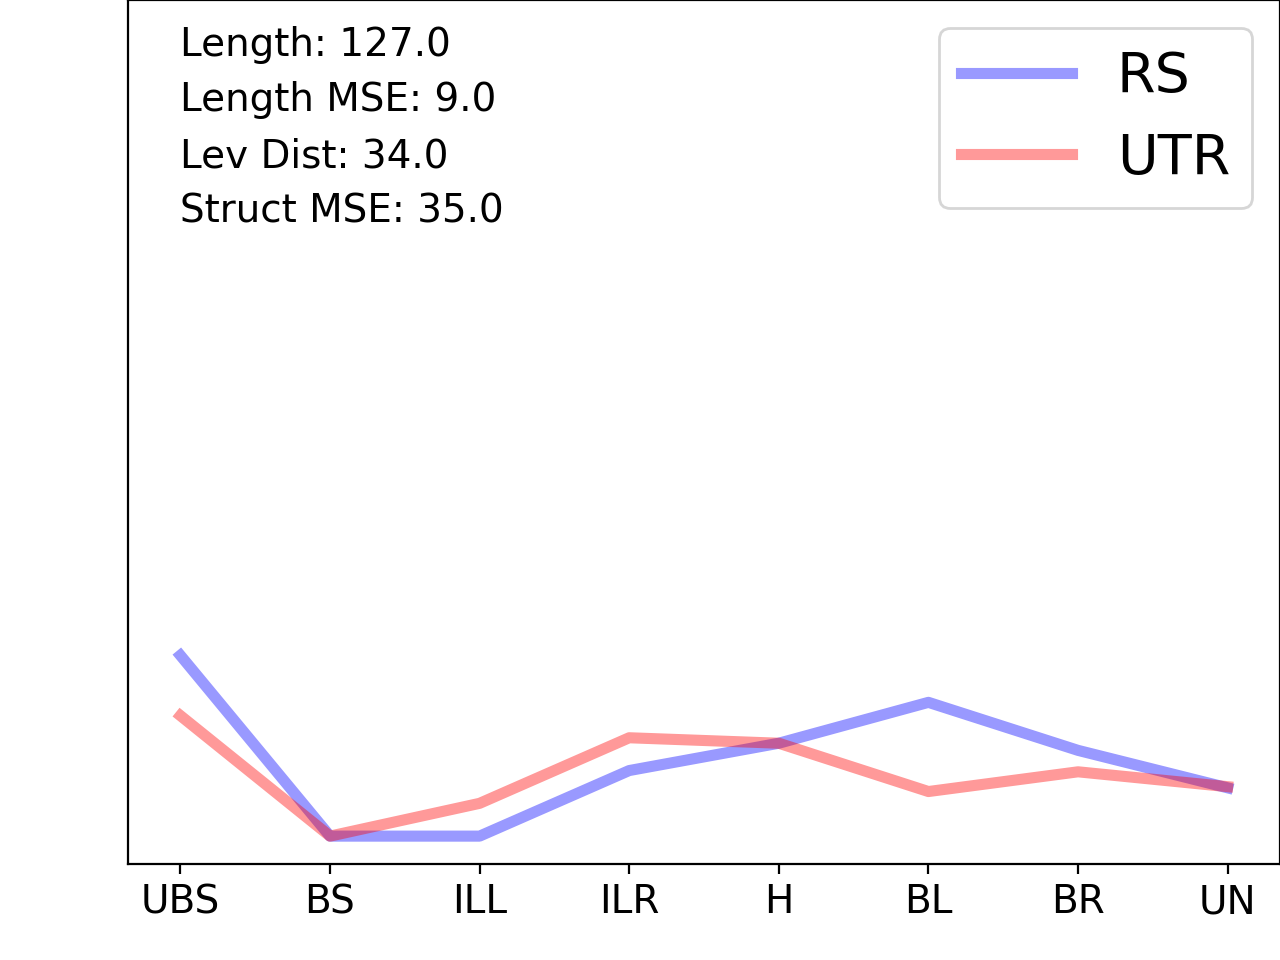 Length: 127.0
Length MSE: 9.0
Lev Dist: 34.0
Struct MSE: 35.0
RS
UTR
UBS BS ILL ILR H BL BR UN